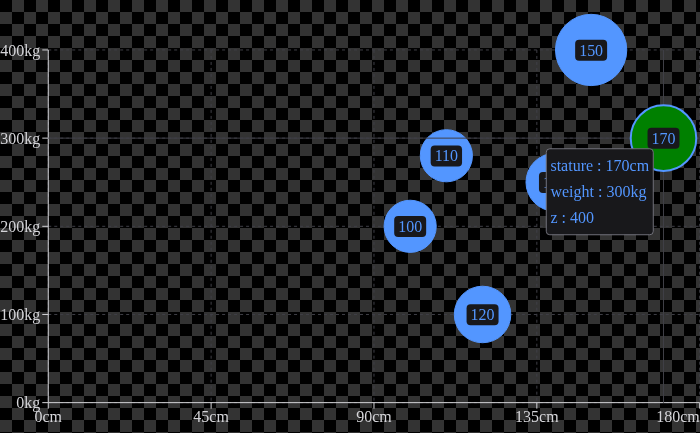 150
400kg
170
300kg
110
stature : 170cm
weight : 300kg
z : 400
200kg
100
100kg
120
0kg
0cm
45cm
90cm
135cm
180cm